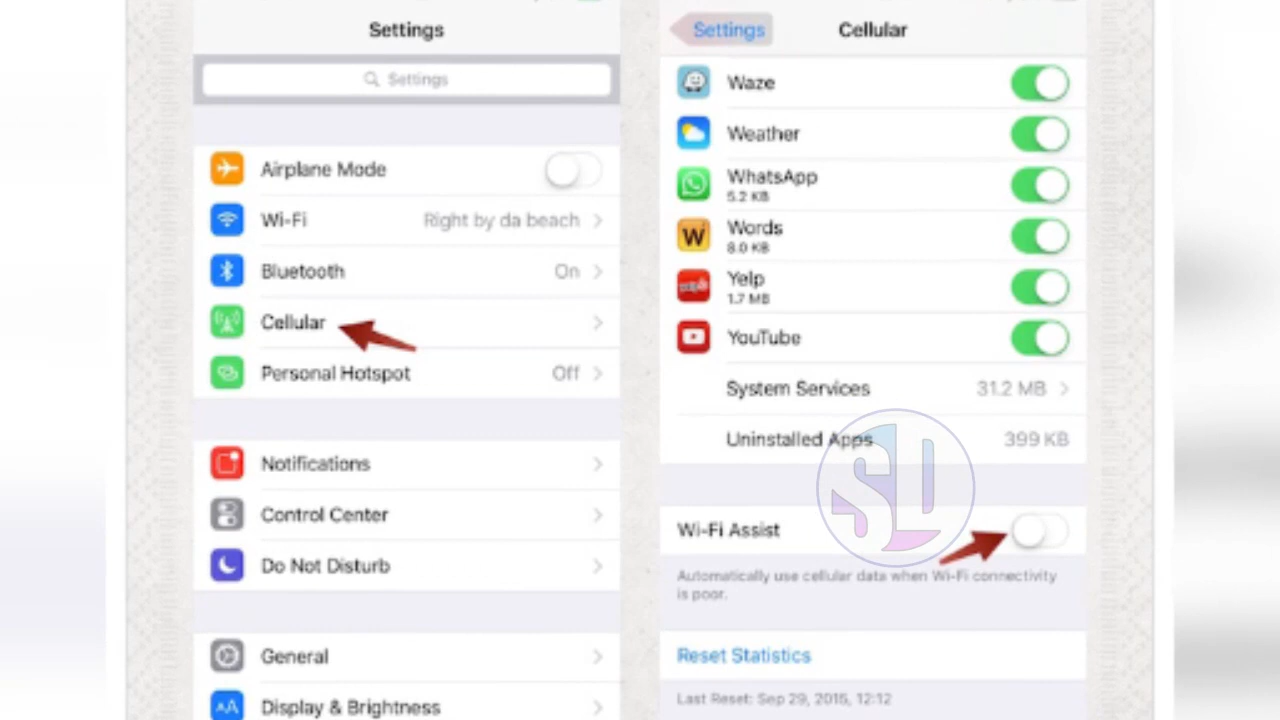 Settings
Settings
Airplane Mode
Wi-Fi Right by da beach
Bluetooth On
Cellular
Personal Hotspot Off
Notifications
Control Center
Do Not Disturb
General
AA Display & Brightness
Settings Cellular
Waze
Weather
WhatsApp
5.2 KB
W Words
8.0 KB
yelp Yelp
1.7 MB
YouTube
System Services 31.2 MB
Uninstalled Apps 399 KB
SD
Wi-Fi Assist
Automatically use cellular data when Wi-Fi connectivity
is poor.
Reset Statistics
Last Reset: Sep 29, 2015, 12:12